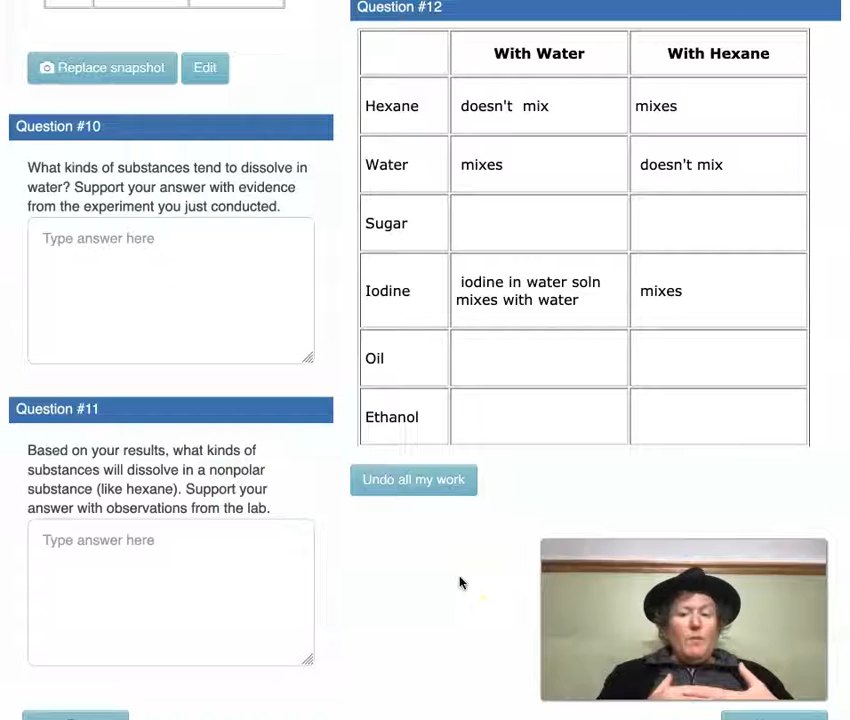 Replace snapshot Edit
Question #10
What kinds of substances tend to dissolve in
water? Support your answer with evidence
from the experiment you just conducted.
Type answer here
Question #11
Based on your results, what kinds of
substances will dissolve in a nonpolar
substance (like hexane). Support your
answer with observations from the lab.
Type answer here
Question #12
With Water With Hexane
Hexane doesn't mix mixes
Water mixes doesn't mix
Sugar
Iodine iodine in water soln
mixes with water mixes
Oil
Ethanol
Undo all my work